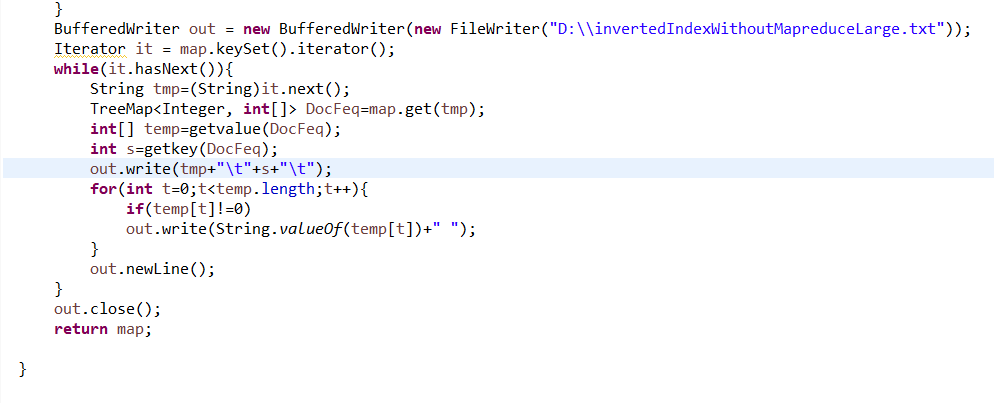 }
BufferedWriter out = new BufferedWriter(new FileWriter("D:\\invertedIndexWithoutMapreduceLarge.txt"));
Iterator it = map.keySet().iterator();
while(it.hasNext()){
String tmp=(String)it.next();
TreeMap<Integer, int[]> DocFeq=map.get(tmp);
int[] temp=getvalue(DocFeq);
int s=getkey(DocFeq);
out.write(tmp+"\t"+s+"\t");
for(int t=0;t<temp.length;t++){
if(temp[t]!=0)
out.write(String.valueOf(temp[t])+" ");
}
out.newLine();
}
out.close();
return map;
}